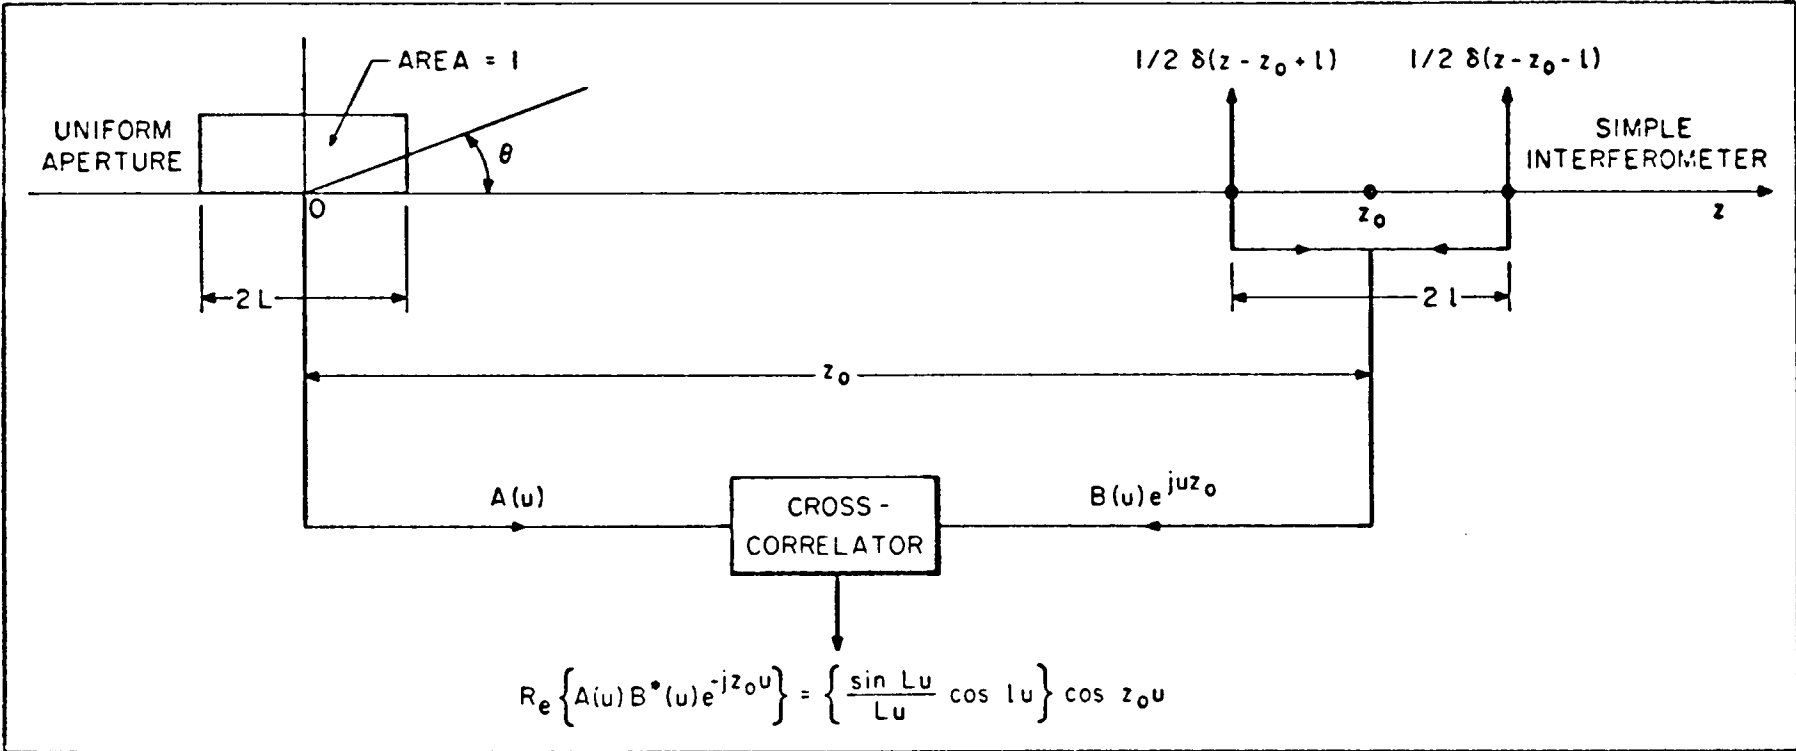 AREA = 1
1/2 δ(z - z₀ + l)
1/2 δ(z - z₀ - l)
UNIFORM
APERTURE
θ
SIMPLE
INTERFEROMETER
O
z₀
z
2L
2l
z₀
A(u)
B(u)e^{juz₀}
CROSS -
CORRELATOR
Rₑ{A(u)B*(u)e^{-jz₀u}} = {sin Lu / Lu cos lu} cos z₀u